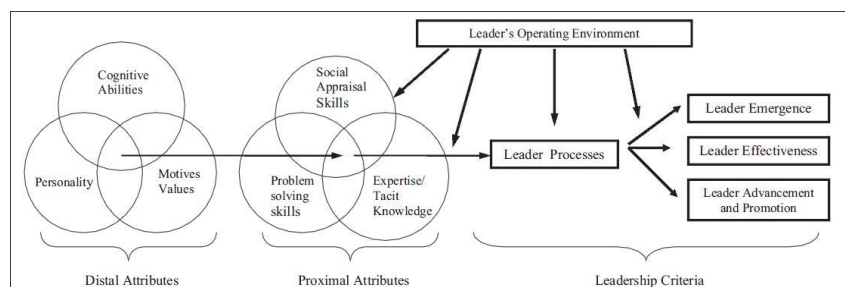 Leader's Operating Environment
Cognitive
Abilities
Social
Appraisal
Skills
Leader Emergence
Leader Processes
Leader Effectiveness
Personality
Motives
Values
Problem
solving
skills
Expertise/
Tacit
Knowledge
Leader Advancement
and Promotion
Distal Attributes
Proximal Attributes
Leadership Criteria